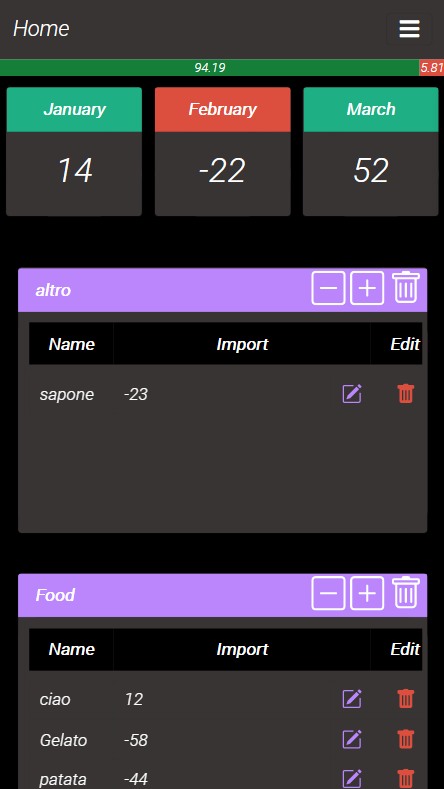 Home
94.19 5.81
January February March
14 -22 52
altro
Name Import Edit
sapone -23
Food
Name Import Edit
ciao 12
Gelato -58
patata -44